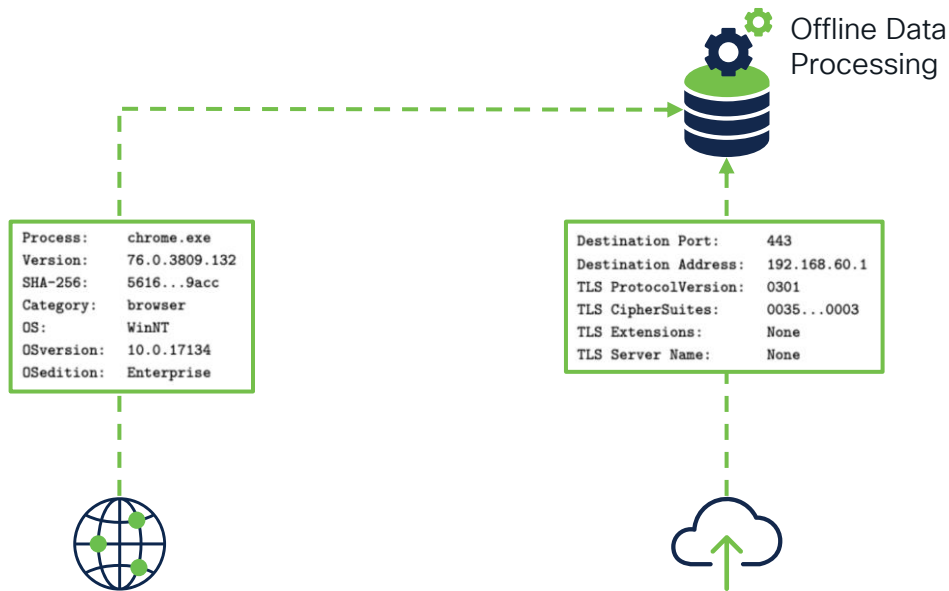 Offline Data
Processing
Process: chrome.exe
Version: 76.0.3809.132
SHA-256: 5616...9acc
Category: browser
OS: WinNT
OSversion: 10.0.17134
OSedition: Enterprise
Destination Port: 443
Destination Address: 192.168.60.1
TLS ProtocolVersion: 0301
TLS CipherSuites: 0035...0003
TLS Extensions: None
TLS Server Name: None